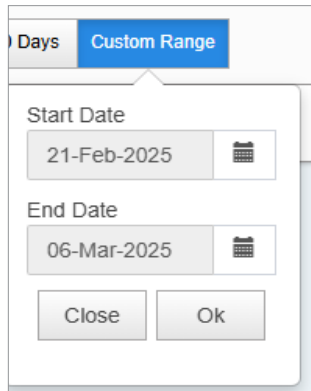 Days Custom Range
Start Date
21-Feb-2025
End Date
06-Mar-2025
Close Ok